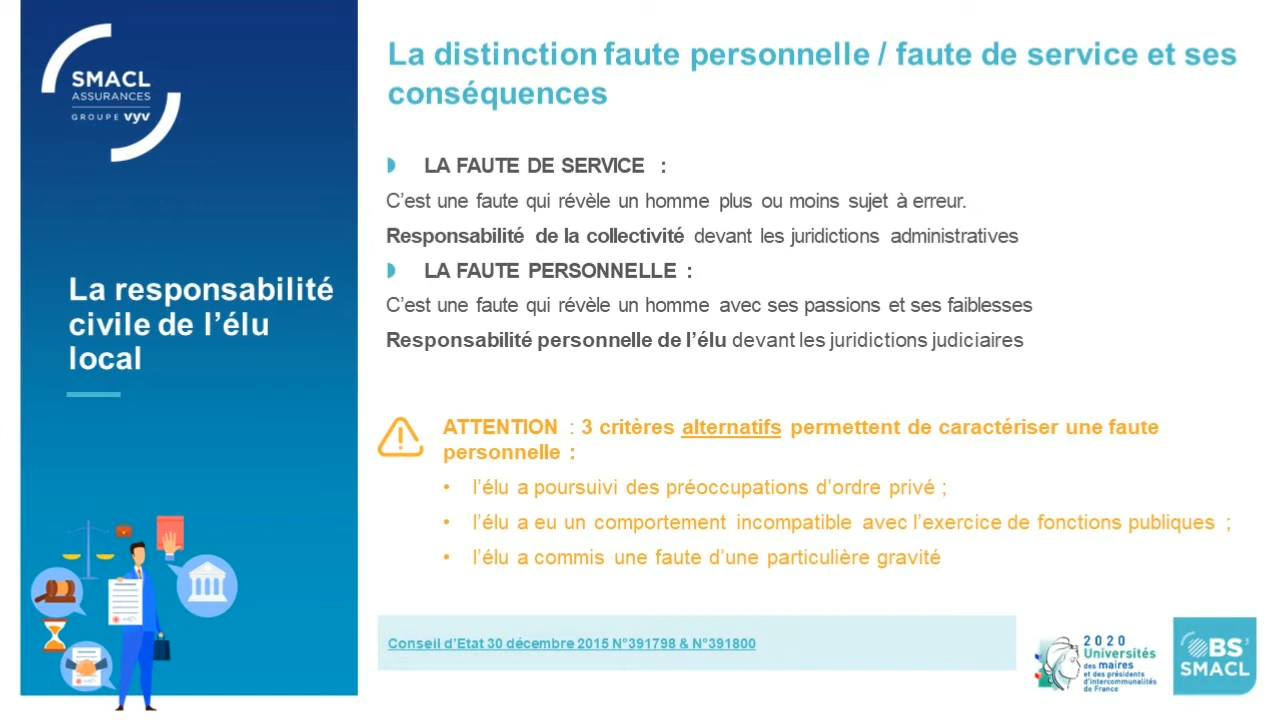 SMACL
ASSURANCES
GROUPE vyv
La responsabilité
civile de l'élu
local
La distinction faute personnelle / faute de service et ses
conséquences
LA FAUTE DE SERVICE :
C'est une faute qui révèle un homme plus ou moins sujet à erreur.
Responsabilité de la collectivité devant les juridictions administratives
LA FAUTE PERSONNELLE :
C'est une faute qui révèle un homme avec ses passions et ses faiblesses
Responsabilité personnelle de l'élu devant les juridictions judiciaires
ATTENTION : 3 critères alternatifs permettent de caractériser une faute
personnelle :
• l'élu a poursuivi des préoccupations d'ordre privé ;
• l'élu a eu un comportement incompatible avec l'exercice de fonctions publiques ;
• l'élu a commis une faute d'une particulière gravité
Conseil d'Etat 30 décembre 2015 N°391798 & N°391800
2020
Universités
des maires
et des présidents
d'intercommunalités
de France
OBS'
SMACL